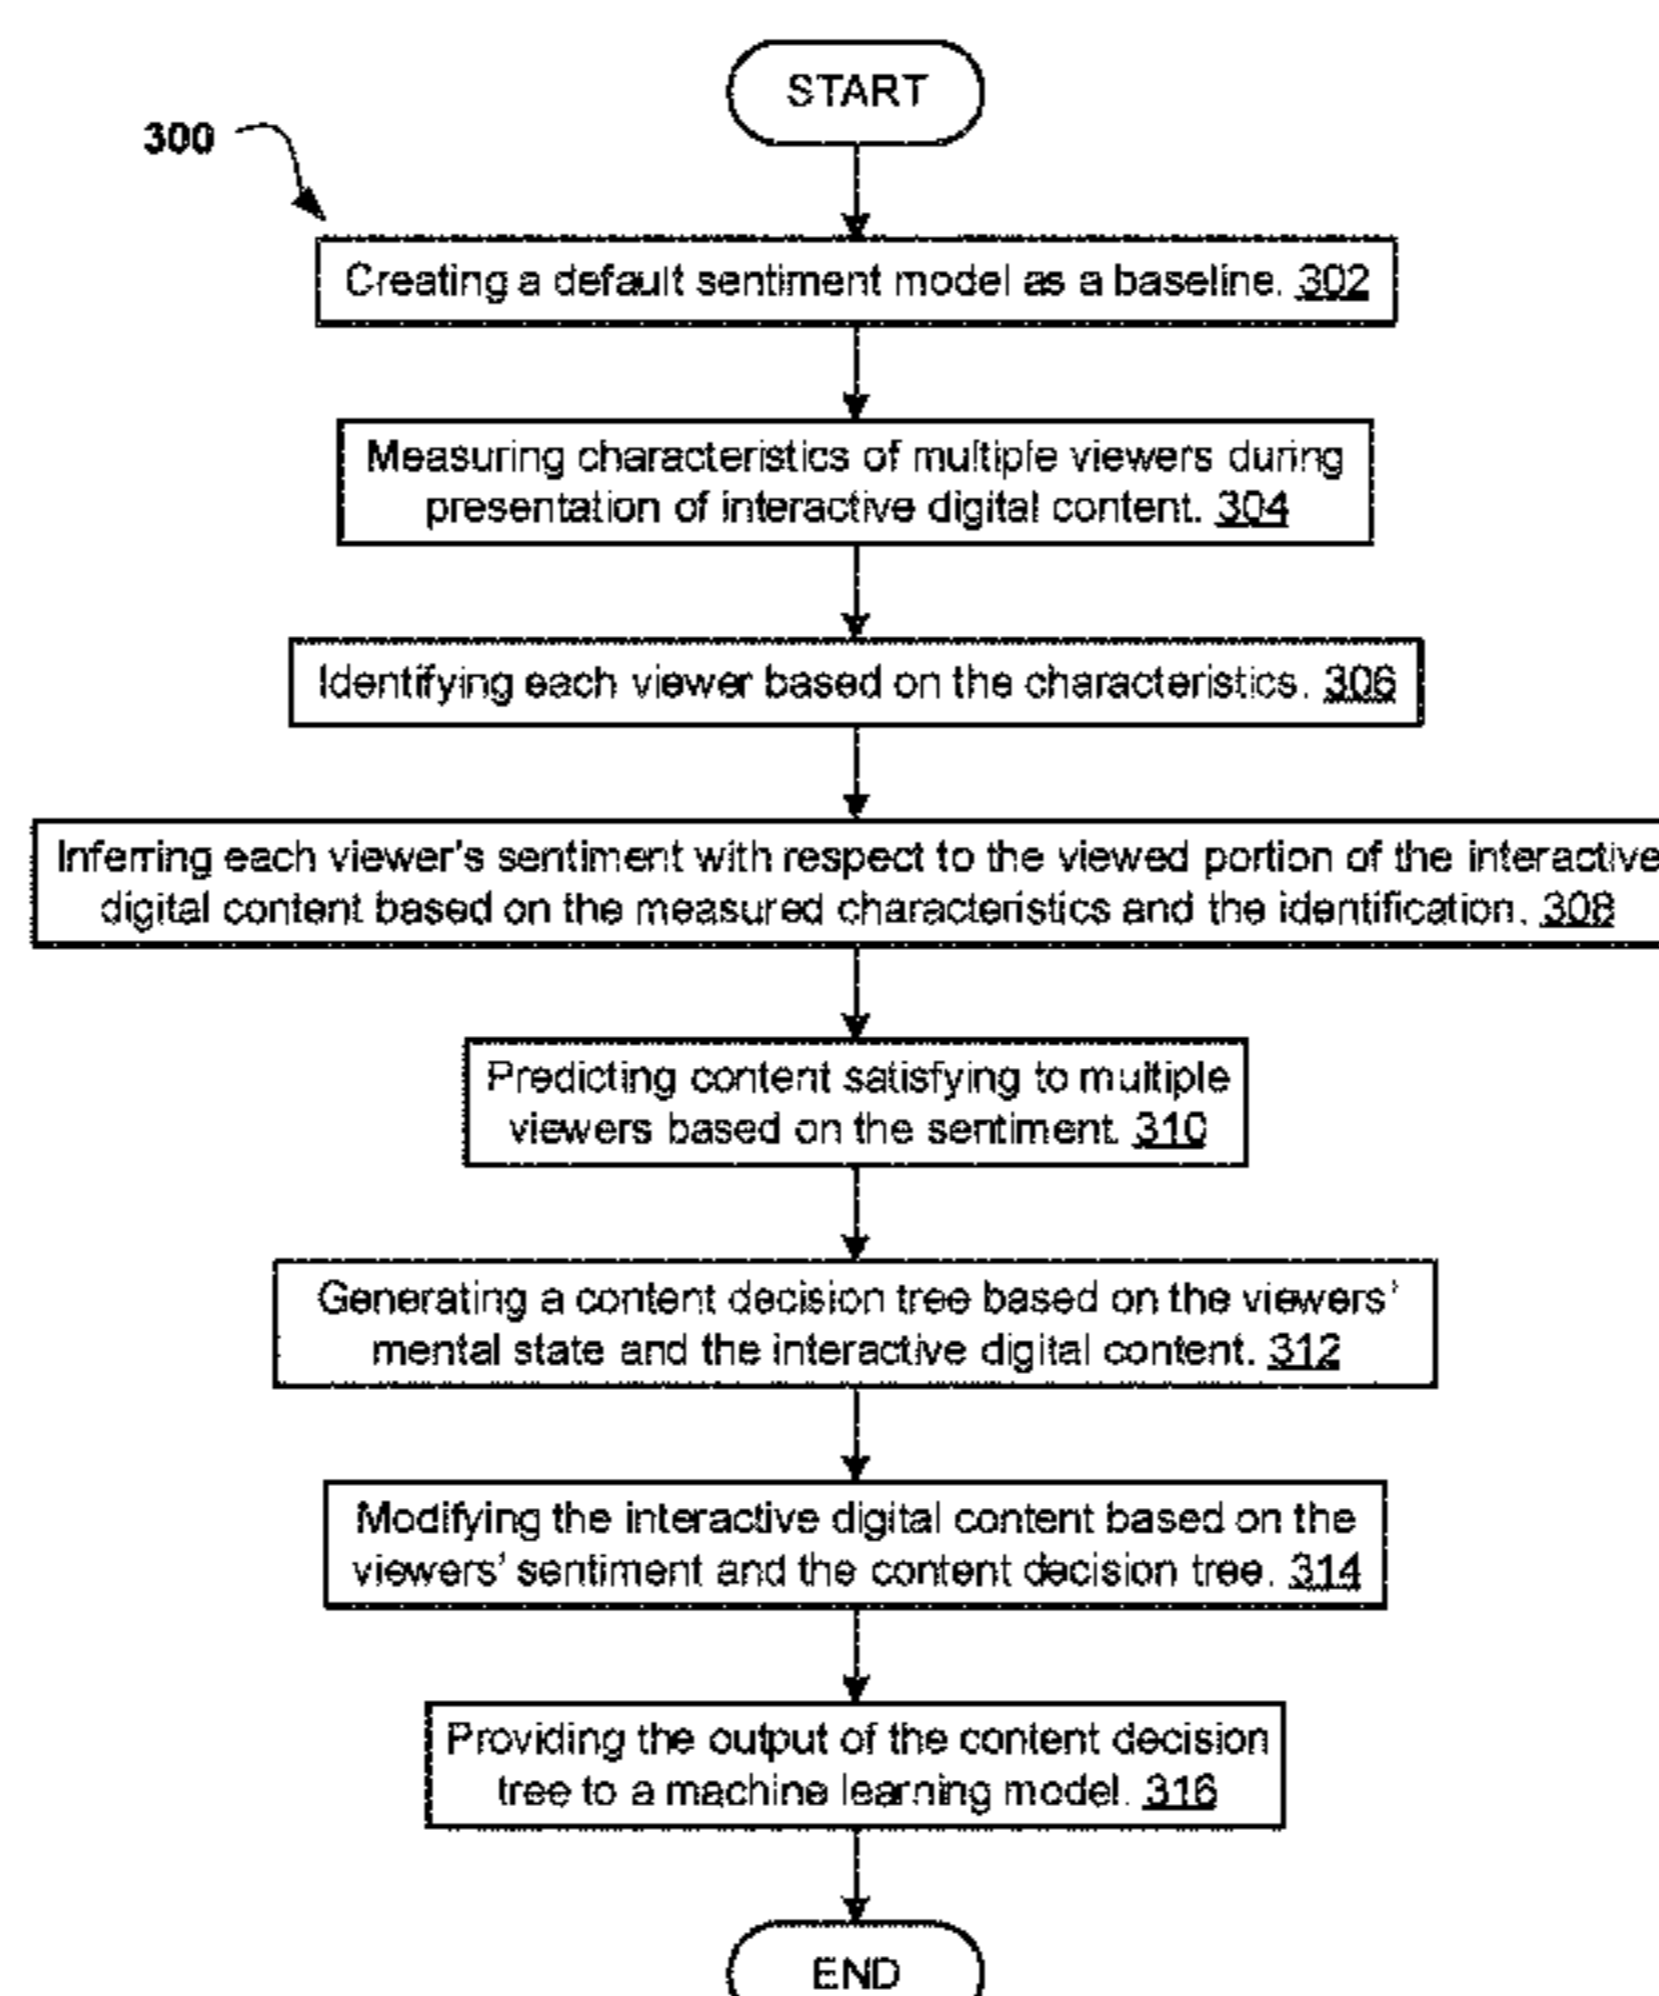 START
300
Creating a default sentiment model as a baseline. 302
Measuring characteristics of multiple viewers during
presentation of interactive digital content. 304
Identifying each viewer based on the characteristics. 306
Inferring each viewer's sentiment with respect to the viewed portion of the interactive
digital content based on the measured characteristics and the identification. 308
Predicting content satisfying to multiple
viewers based on the sentiment. 310
Generating a content decision tree based on the viewers'
mental state and the interactive digital content. 312
Modifying the interactive digital content based on the
viewers' sentiment and the content decision tree. 314
Providing the output of the content decision
tree to a machine learning model. 316
END